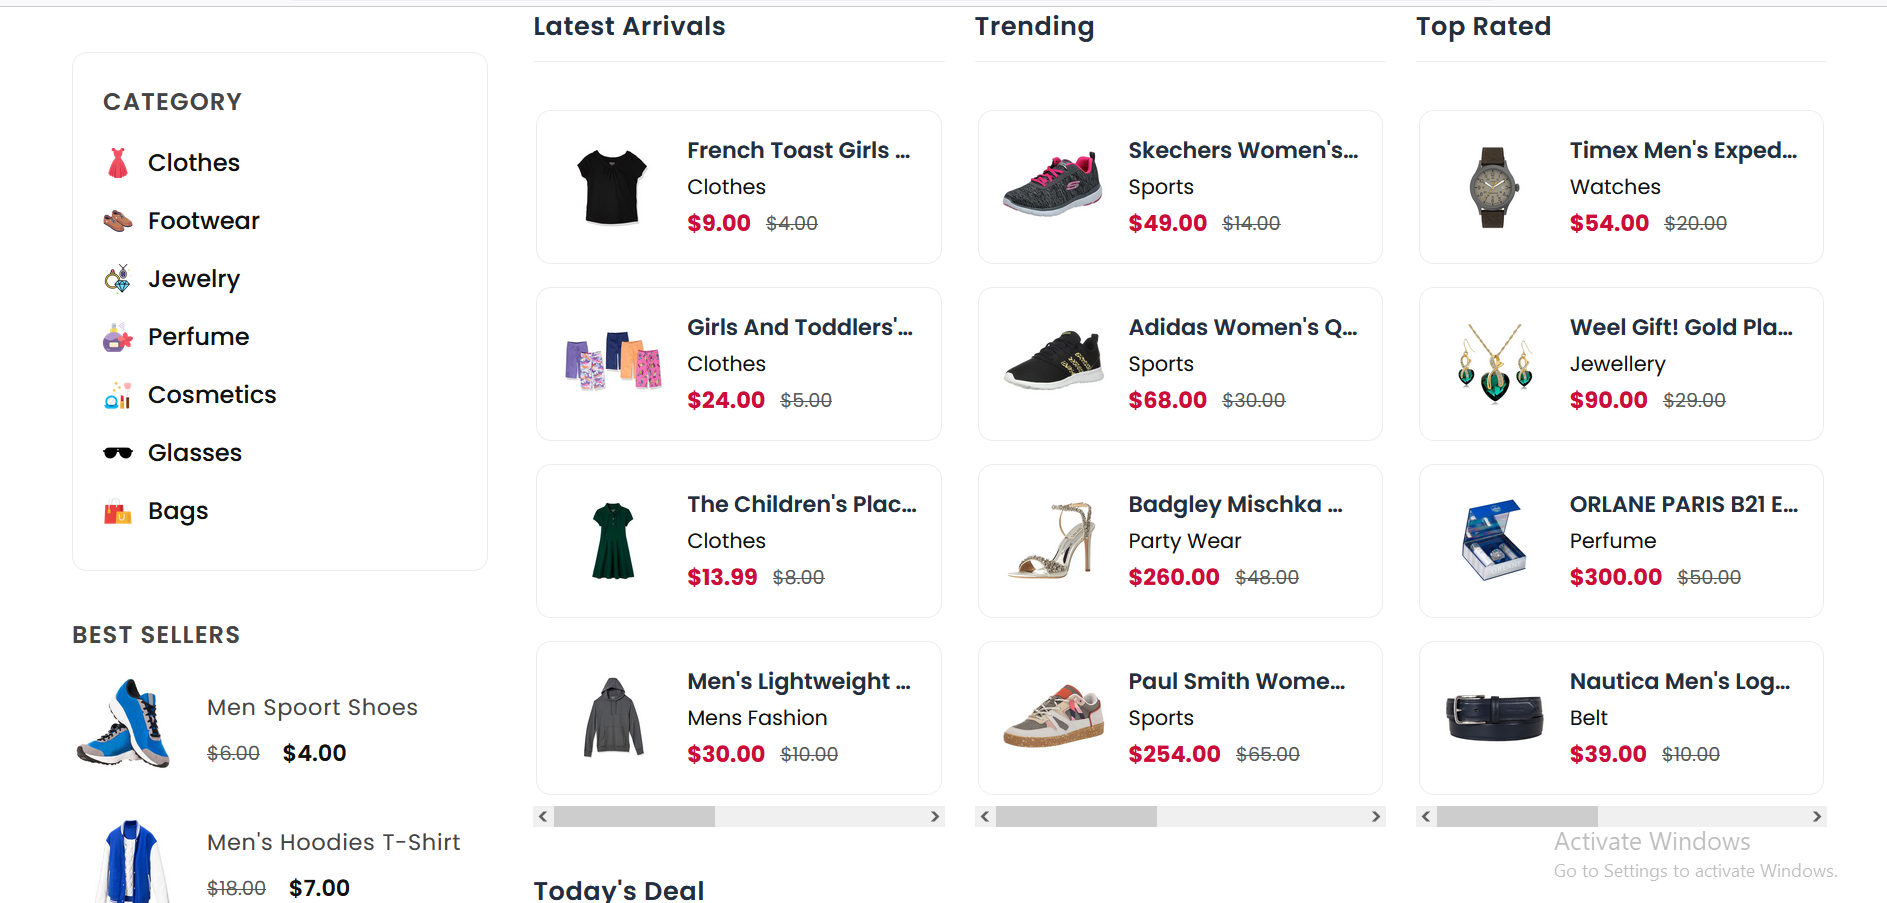 CATEGORY
Clothes
Footwear
Jewelry
Perfume
Cosmetics
Glasses
Bags
BEST SELLERS
Men Spoort Shoes
$6.00 $4.00
Men's Hoodies T-Shirt
$18.00 $7.00
Latest Arrivals
French Toast Girls ...
Clothes
$9.00 $4.00
Girls And Toddlers'...
Clothes
$24.00 $5.00
The Children's Plac...
Clothes
$13.99 $8.00
Men's Lightweight ...
Mens Fashion
$30.00 $10.00
Trending
Skechers Women's...
Sports
$49.00 $14.00
Adidas Women's Q...
Sports
$68.00 $30.00
Badgley Mischka ...
Party Wear
$260.00 $48.00
Paul Smith Wome...
Sports
$254.00 $65.00
Top Rated
Timex Men's Exped...
Watches
$54.00 $20.00
Weel Gift! Gold Pla...
Jewellery
$90.00 $29.00
ORLANE PARIS B21 E...
Perfume
$300.00 $50.00
Nautica Men's Log...
Belt
$39.00 $10.00
Today's Deal
Activate Windows
Go to Settings to activate Windows.